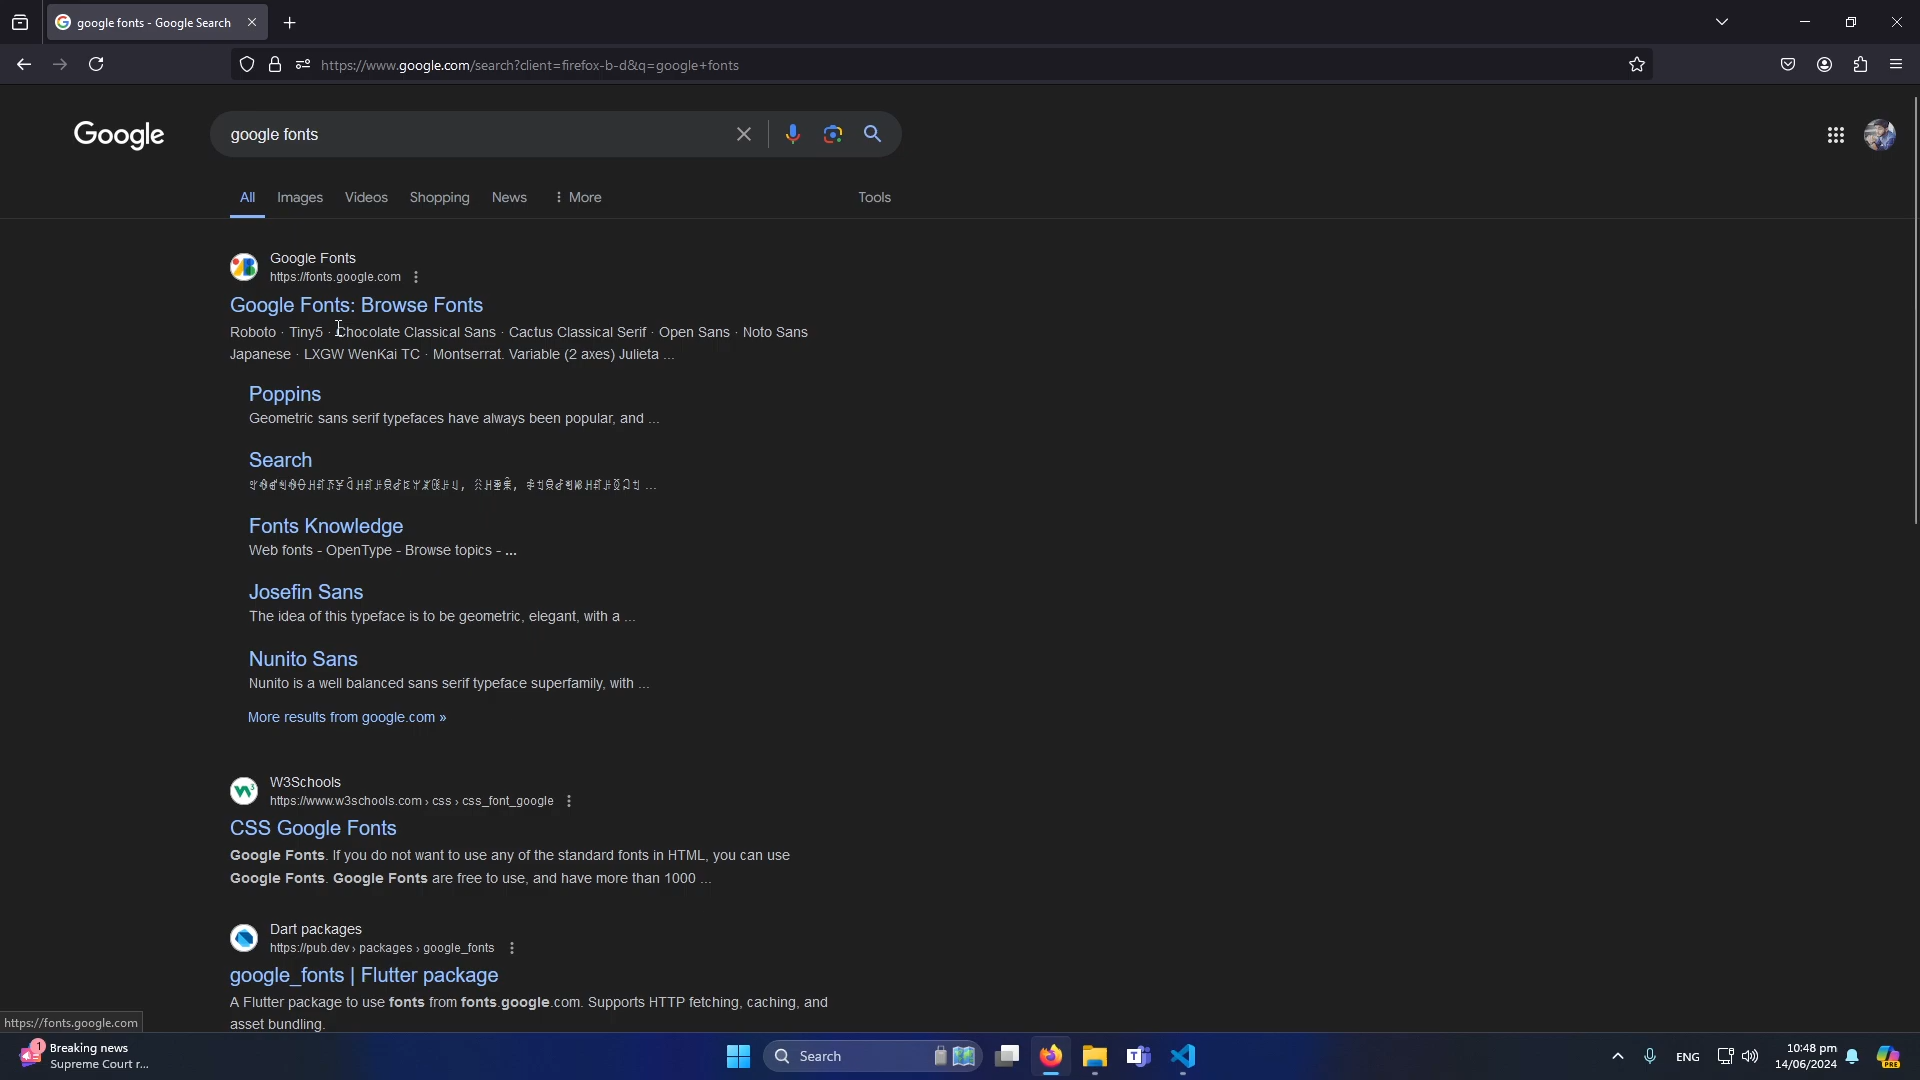 google fonts - Google Search
https://www.google.com/search?client=firefox-b-d&q=google+fonts
Google
google fonts
All Images Videos Shopping News More Tools
Google Fonts
https://fonts.google.com
Google Fonts: Browse Fonts
Roboto · Tiny5 · Chocolate Classical Sans · Cactus Classical Serif · Open Sans · Noto Sans
Japanese · LXGW WenKai TC · Montserrat. Variable (2 axes) Julieta ...
Poppins
Geometric sans serif typefaces have always been popular, and ...
Search
Fonts Knowledge
Web fonts - OpenType - Browse topics - ...
Josefin Sans
The idea of this typeface is to be geometric, elegant, with a ...
Nunito Sans
Nunito is a well balanced sans serif typeface superfamily, with ...
More results from google.com »
W3Schools
https://www.w3schools.com › css › css_font_google
CSS Google Fonts
Google Fonts. If you do not want to use any of the standard fonts in HTML, you can use
Google Fonts. Google Fonts are free to use, and have more than 1000 ...
Dart packages
https://pub.dev › packages › google_fonts
google_fonts | Flutter package
A Flutter package to use fonts from fonts.google.com. Supports HTTP fetching, caching, and
asset bundling.
https://fonts.google.com
1
Breaking news
Supreme Court r...
Search
ENG
10:48 pm
14/06/2024
PRE